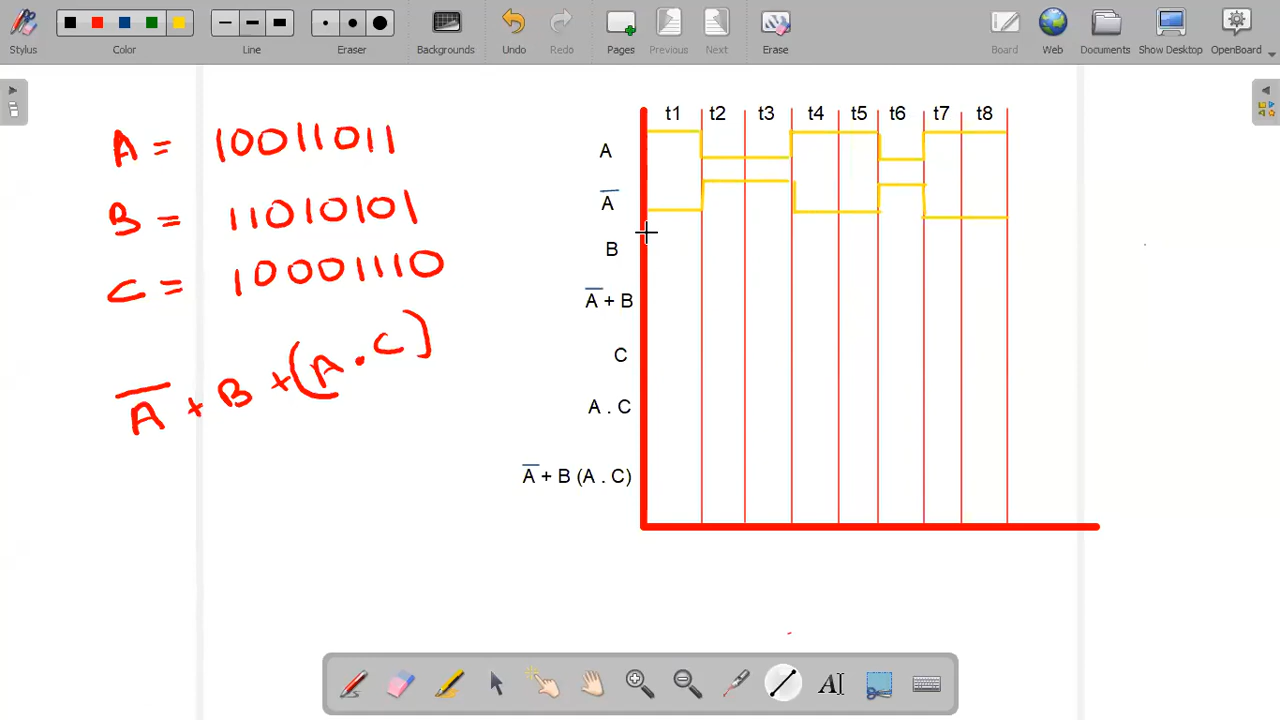 Stylus Color Line Eraser Backgrounds Undo Redo Pages Previous Next Erase Board Web Documents Show Desktop OpenBoard
A = 10011011
B = 11010101
C = 10001110
A̅ + B + (A . C)
t1 t2 t3 t4 t5 t6 t7 t8
A
A̅
B
A̅ + B
C
A . C
A̅ + B (A . C)